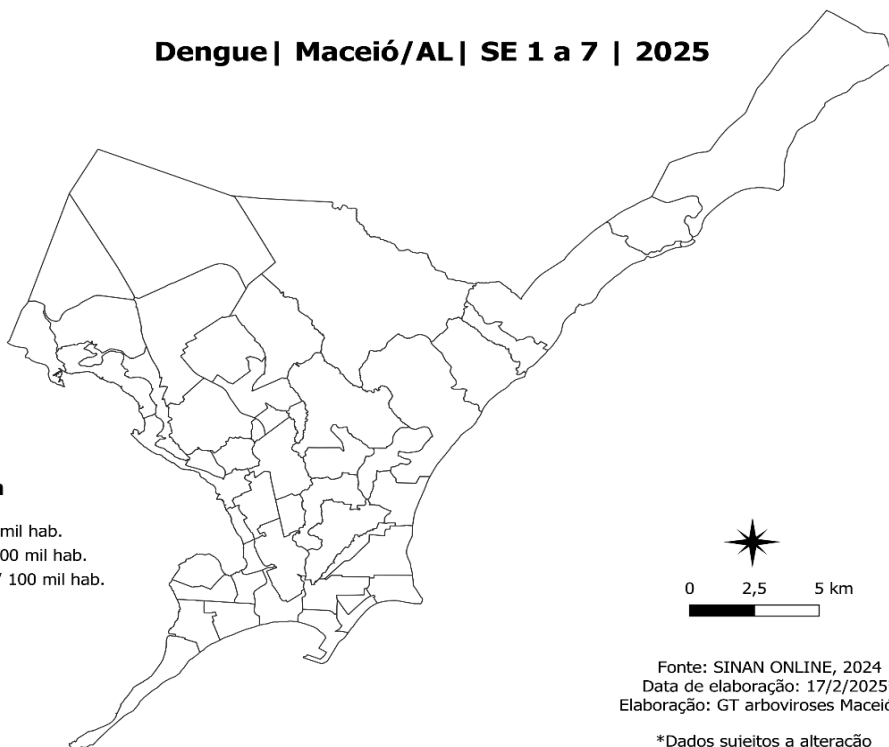 Dengue| Maceió/AL| SE 1 a 7 | 2025
mil hab.
00 mil hab.
/ 100 mil hab.
0 2,5 5 km
Fonte: SINAN ONLINE, 2024
Data de elaboração: 17/2/2025*
Elaboração: GT arboviroses Maceió
*Dados sujeitos a alteração